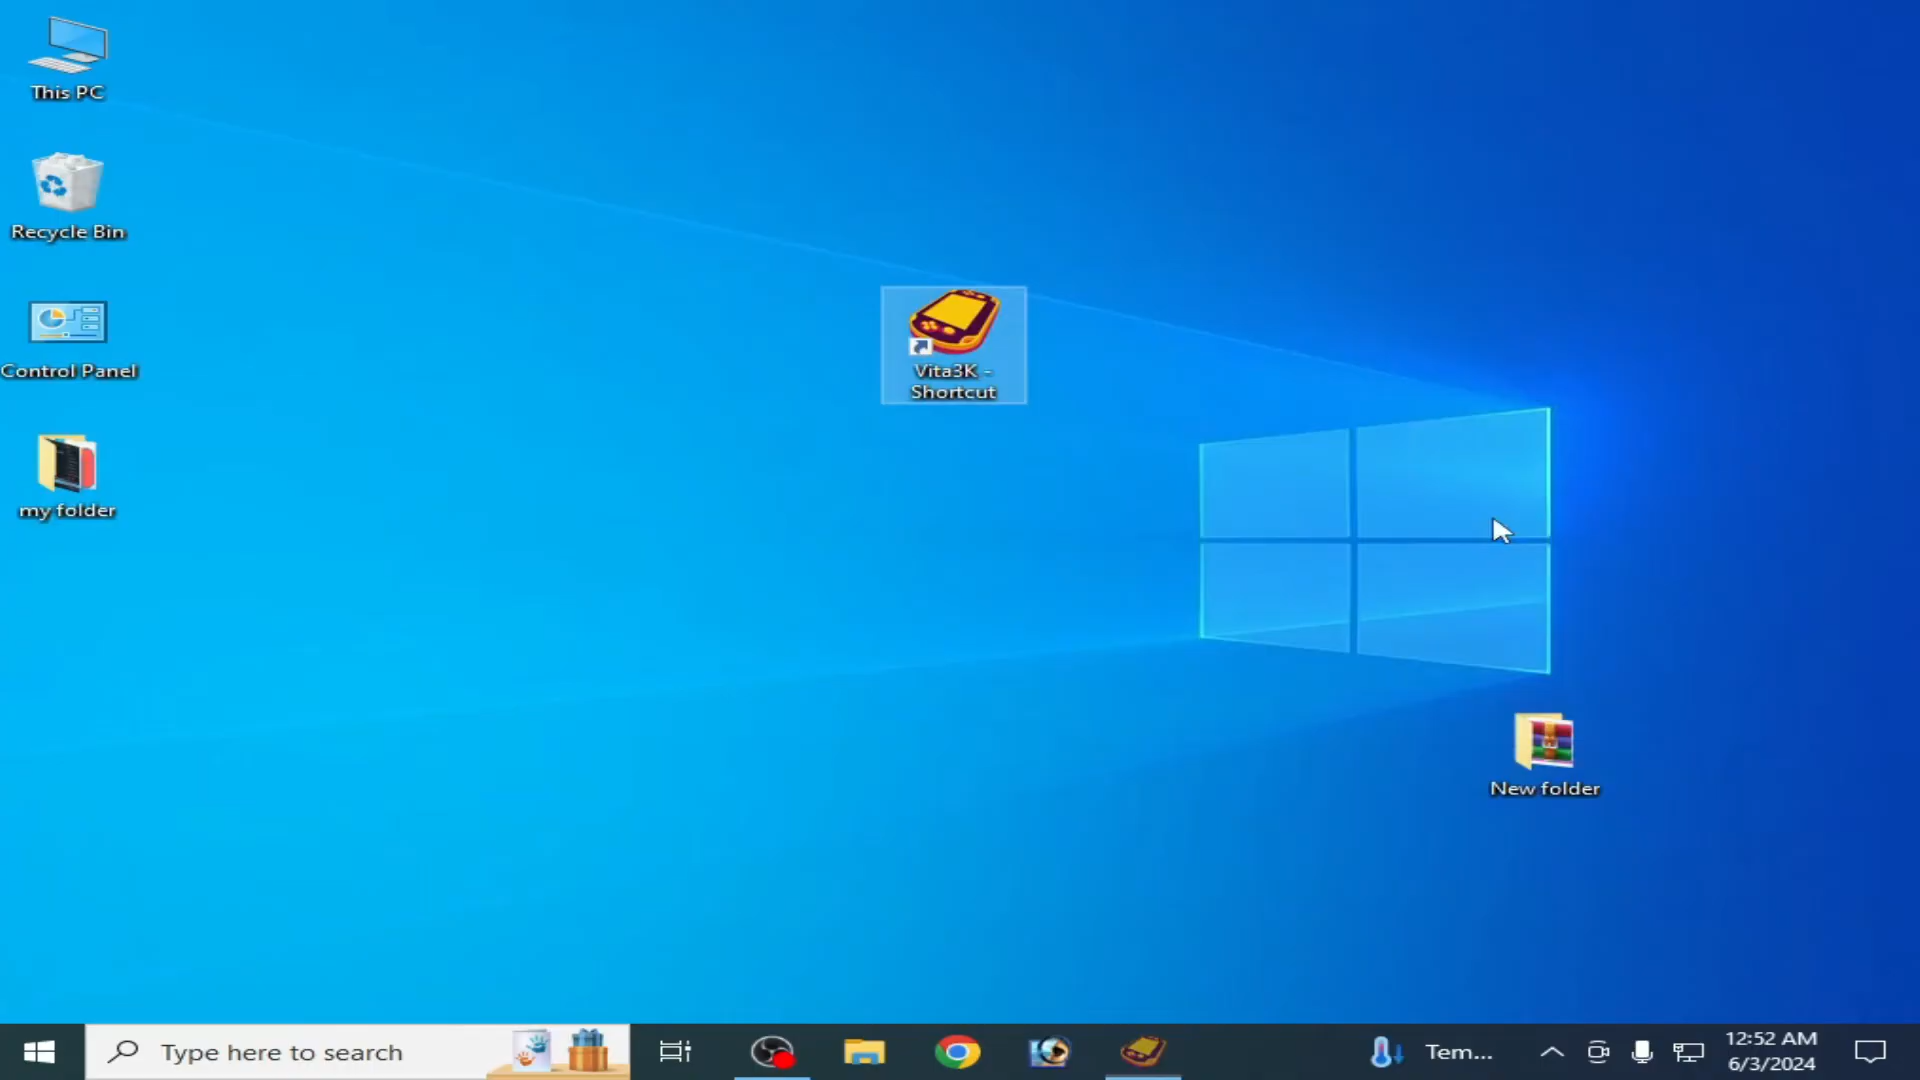 This PC
Recycle Bin
Control Panel
my folder
Vita3K -
Shortcut
New folder
Type here to search
Tem...
12:52 AM
6/3/2024